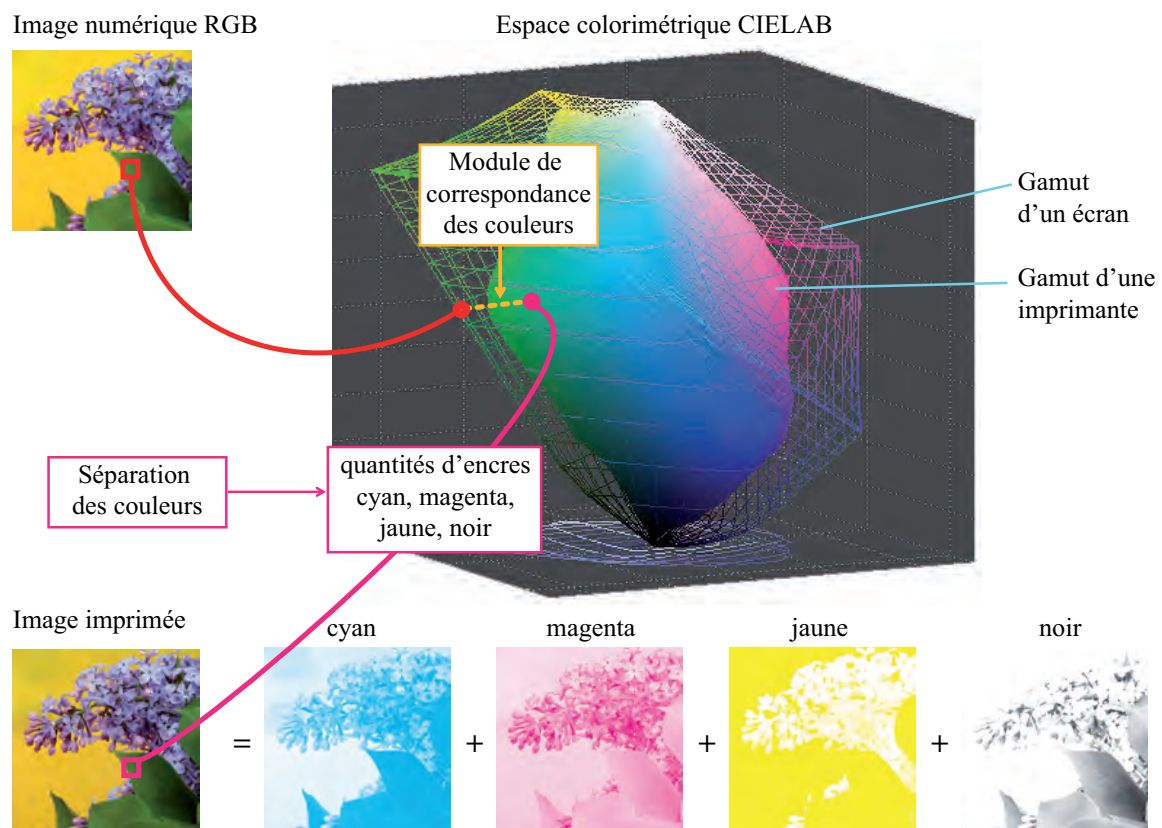 Image numérique RGB
Espace colorimétrique CIELAB
Module de
correspondance
des couleurs
Gamut
d'un écran
Gamut d'une
imprimante
Séparation
des couleurs
quantités d'encres
cyan, magenta,
jaune, noir
Image imprimée
cyan
magenta
jaune
noir
= + + +